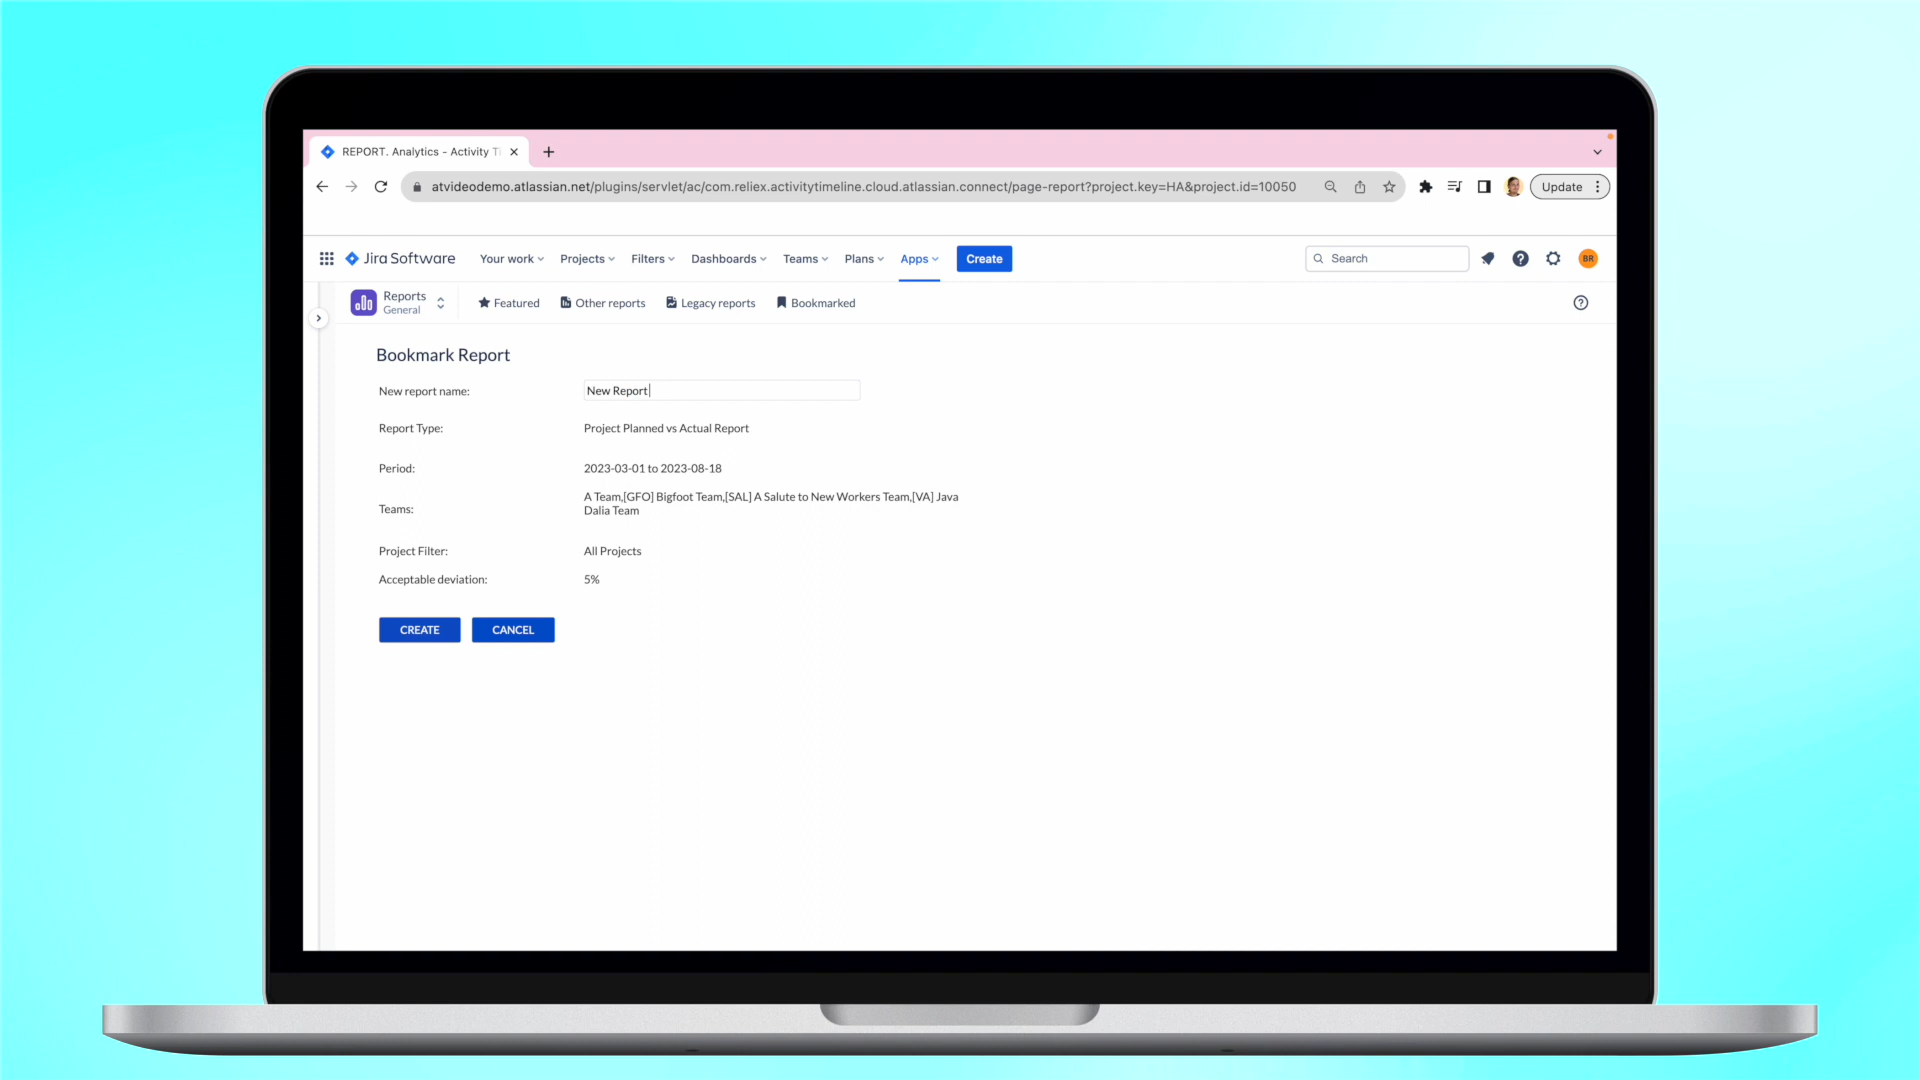 REPORT. Analytics - Activity Ti
atvideodemo.atlassian.net/plugins/servlet/ac/com.reliex.activitytimeline.cloud.atlassian.connect/page-report?project.key=HA&project.id=10050
Update
Jira Software
Your work
Projects
Filters
Dashboards
Teams
Plans
Apps
Create
Search
BR
Reports
General
Featured
Other reports
Legacy reports
Bookmarked
Bookmark Report
New report name:
New Report
Report Type:
Project Planned vs Actual Report
Period:
2023-03-01 to 2023-08-18
Teams:
A Team,[GFO] Bigfoot Team,[SAL] A Salute to New Workers Team,[VA] Java
Dalia Team
Project Filter:
All Projects
Acceptable deviation:
5%
CREATE
CANCEL